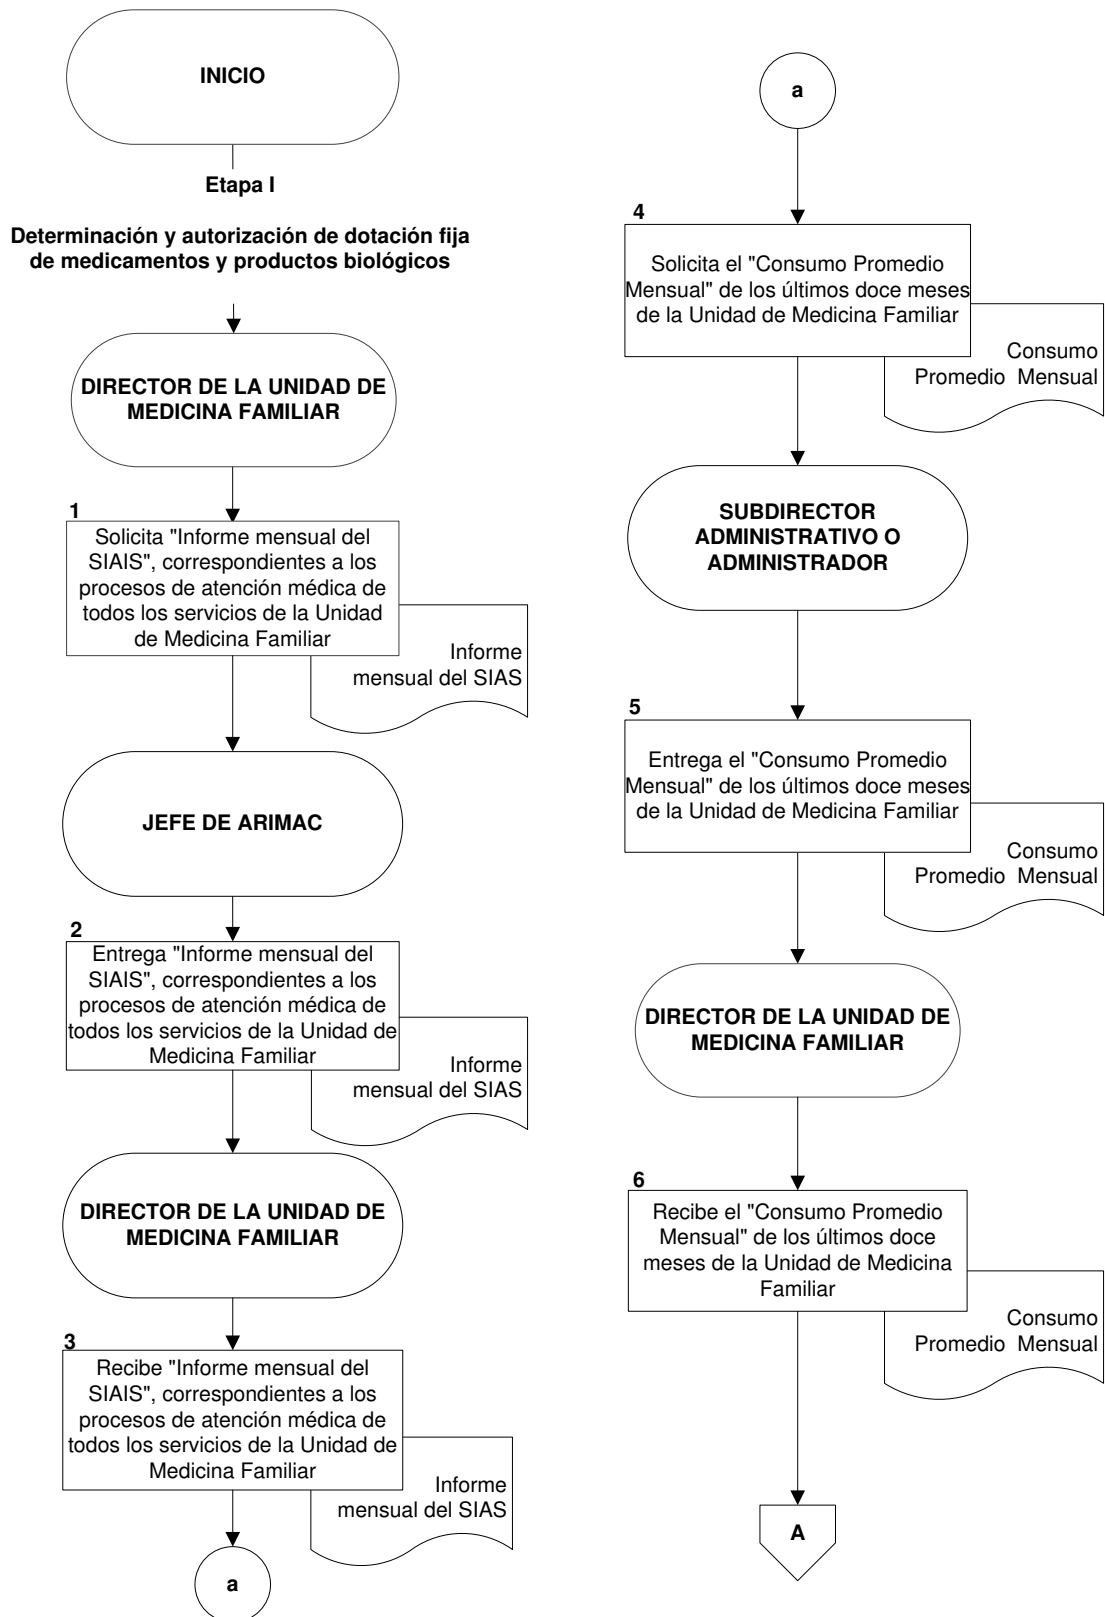 INICIO
Etapa I
Determinación y autorización de dotación fija
de medicamentos y productos biológicos
DIRECTOR DE LA UNIDAD DE
MEDICINA FAMILIAR
1
Solicita "Informe mensual del
SIAIS", correspondientes a los
procesos de atención médica de
todos los servicios de la Unidad
de Medicina Familiar
Informe
mensual del SIAS
JEFE DE ARIMAC
2
Entrega "Informe mensual del
SIAIS", correspondientes a los
procesos de atención médica de
todos los servicios de la Unidad de
Medicina Familiar
Informe
mensual del SIAS
DIRECTOR DE LA UNIDAD DE
MEDICINA FAMILIAR
3
Recibe "Informe mensual del
SIAIS", correspondientes a los
procesos de atención médica de
todos los servicios de la Unidad de
Medicina Familiar
Informe
mensual del SIAS
a
a
4
Solicita el "Consumo Promedio
Mensual" de los últimos doce meses
de la Unidad de Medicina Familiar
Consumo
Promedio Mensual
SUBDIRECTOR
ADMINISTRATIVO O
ADMINISTRADOR
5
Entrega el "Consumo Promedio
Mensual" de los últimos doce meses
de la Unidad de Medicina Familiar
Consumo
Promedio Mensual
DIRECTOR DE LA UNIDAD DE
MEDICINA FAMILIAR
6
Recibe el "Consumo Promedio
Mensual" de los últimos doce
meses de la Unidad de Medicina
Familiar
Consumo
Promedio Mensual
A